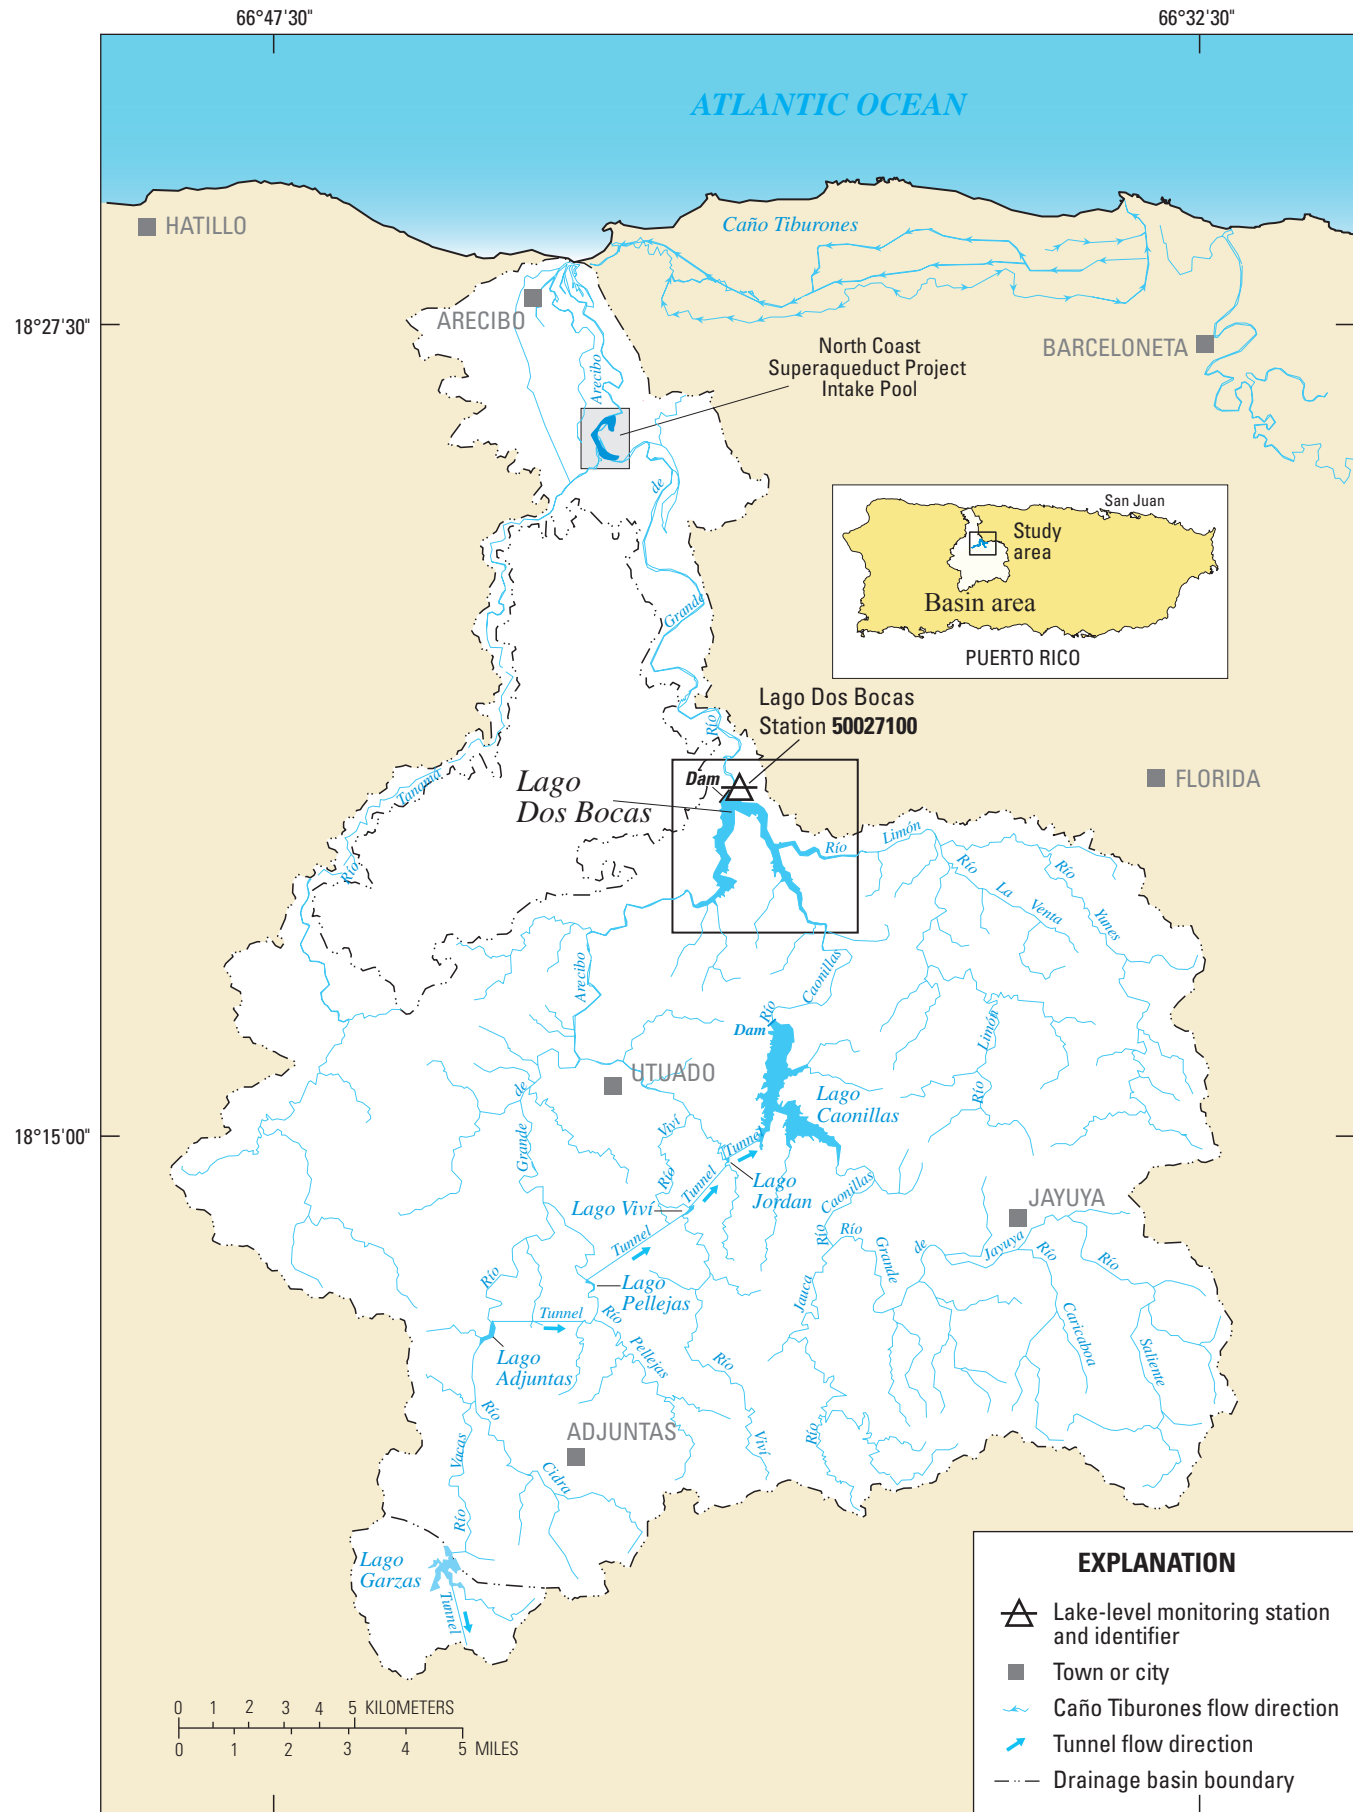 66°47'30"
66°32'30"
ATLANTIC OCEAN
HATILLO
Caño Tiburones
18°27'30"
ARECIBO
BARCELONETA
North Coast
Superaqueduct Project
Intake Pool
Arecibo
de
Grande
Río
San Juan
Study
area
Basin area
PUERTO RICO
Lago Dos Bocas
Station 50027100
Dam
Lago
Dos Bocas
FLORIDA
Tanamá
Río
Río
Limón
Río
La
Venta
Río
Yunes
Arecibo
Caonillas
Río
Dam
Limón
Río
UTUADO
de
Grande
Río
Lago
Caonillas
18°15'00"
Viví
Río
Tunnel
Tunnel
Lago
Jordan
Lago Viví
Tunnel
Caonillas
Río
JAYUYA
Río
Grande
de
Jayuya
Río
Río
Jauca
Río
Lago
Pellejas
Tunnel
Río
Pellejas
Río
Viví
Caricaboa
Saliente
Lago
Adjuntas
Río
Cidra
ADJUNTAS
Vacas
Río
Lago
Garzas
Tunnel
EXPLANATION
Lake-level monitoring station
and identifier
Town or city
Caño Tiburones flow direction
Tunnel flow direction
Drainage basin boundary
0 1 2 3 4 5 KILOMETERS
0 1 2 3 4 5 MILES